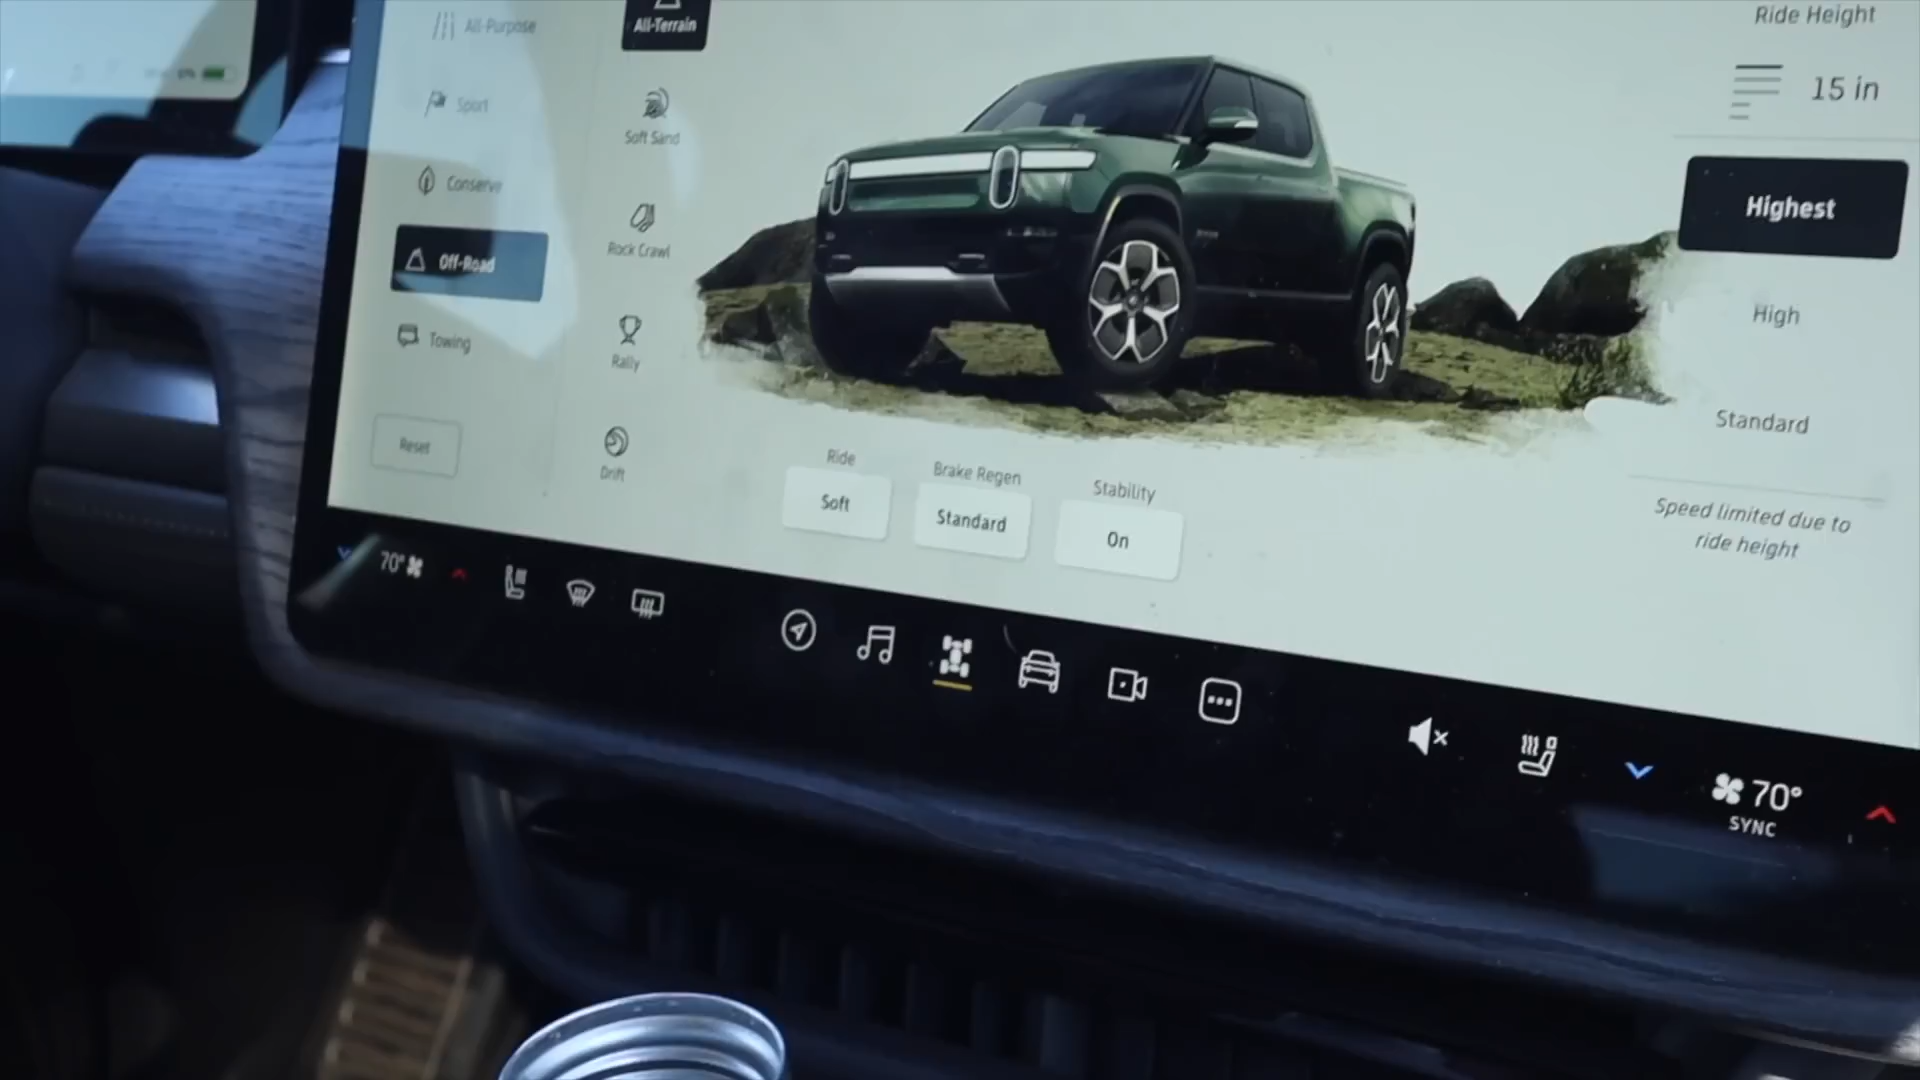 All-Purpose
Sport
Conserve
Off-Road
Towing
Reset
All-Terrain
Soft Sand
Rock Crawl
Rally
Drift
Ride
Soft
Brake Regen
Standard
Stability
On
Ride Height
15 in
Highest
High
Standard
Speed limited due to
ride height
70°
70°
SYNC